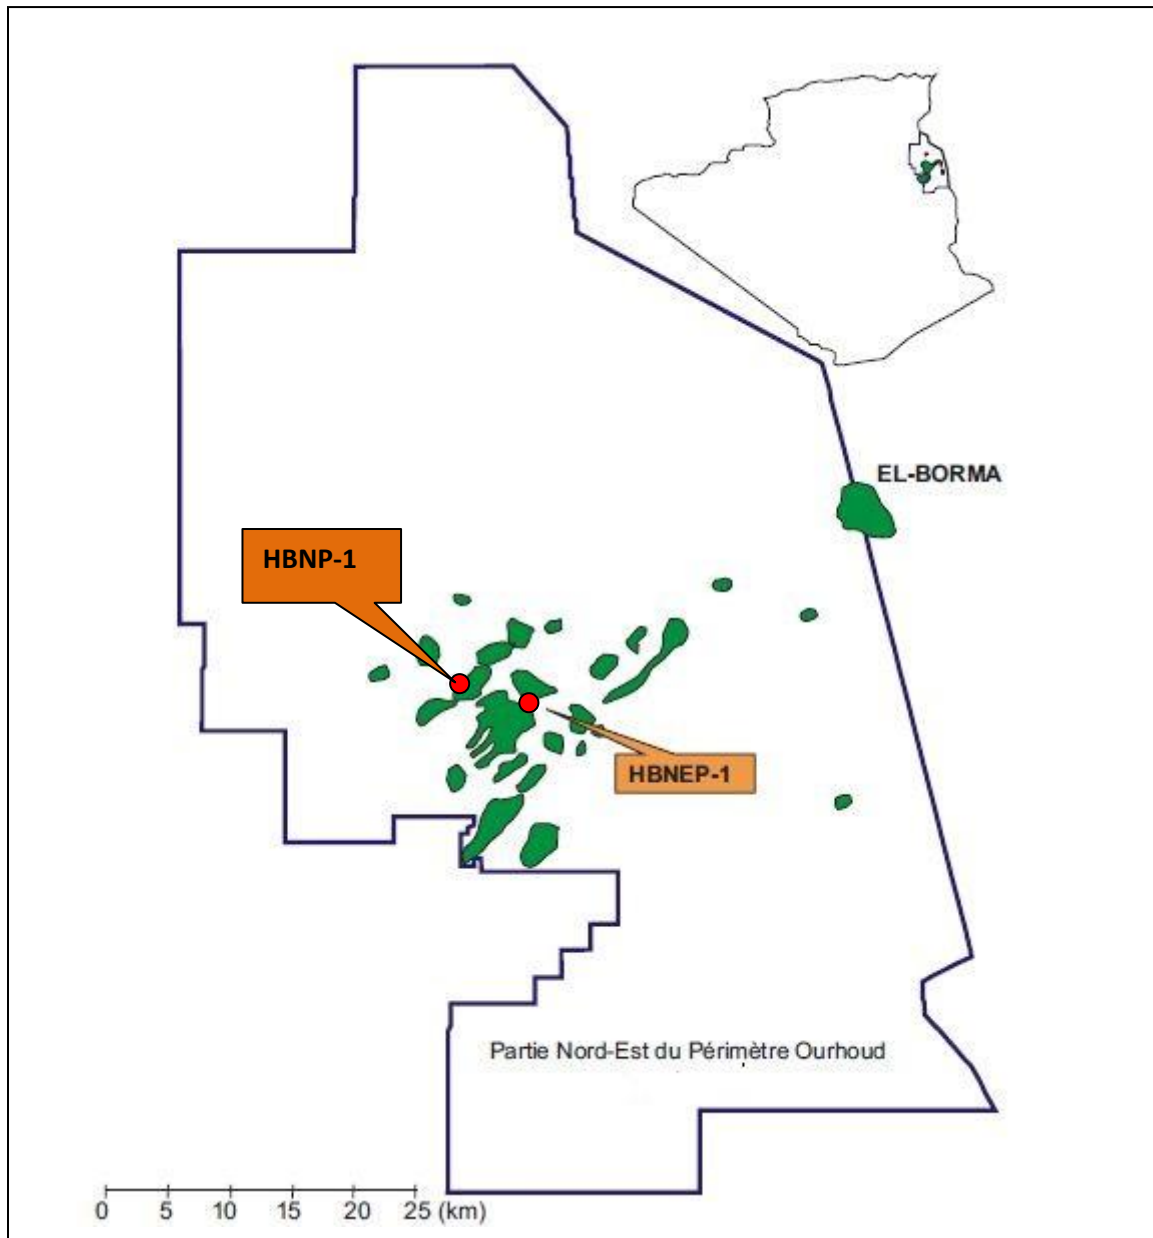 EL-BORMA
HBNP-1
HBNEP-1
Partie Nord-Est du Périmètre Ourhoud
0 5 10 15 20 25 (km)